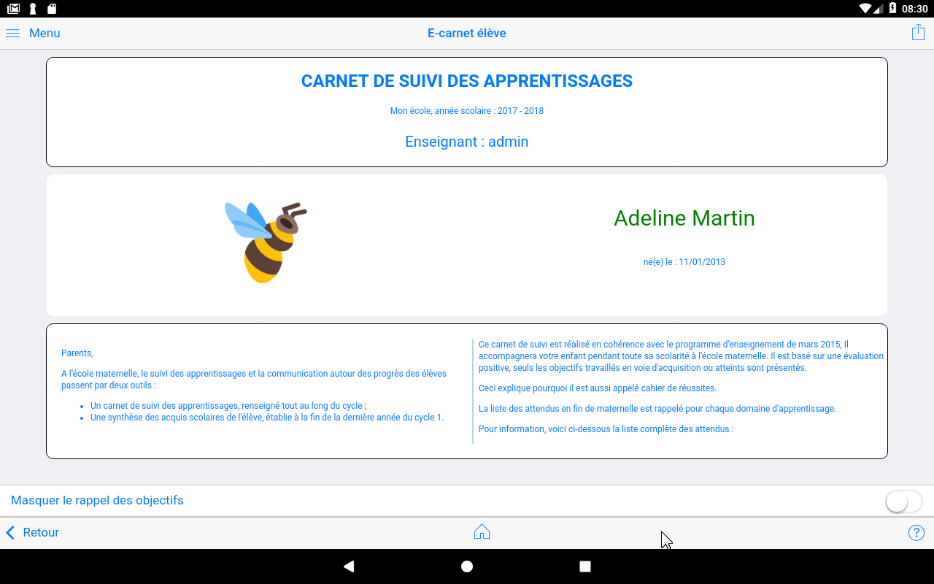 08:30
Menu
E-carnet élève
CARNET DE SUIVI DES APPRENTISSAGES
Mon école, année scolaire : 2017 - 2018
Enseignant : admin
Adeline Martin
né(e) le : 11/01/2013
Parents,
A l'école maternelle, le suivi des apprentissages et la communication autour des progrès des élèves
passent par deux outils :
• Un carnet de suivi des apprentissages, renseigné tout au long du cycle ;
• Une synthèse des acquis scolaires de l'élève, établie à la fin de la dernière année du cycle 1.
Ce carnet de suivi est réalisé en cohérence avec le programme d'enseignement de mars 2015, Il
accompagnera votre enfant pendant toute sa scolarité à l'école maternelle. Il est basé sur une évaluation
positive, seuls les objectifs travaillés en voie d'acquisition ou atteints sont présentés.
Ceci explique pourquoi il est aussi appelé cahier de réussites.
La liste des attendus en fin de maternelle est rappelé pour chaque domaine d'apprentissage.
Pour information, voici ci-dessous la liste complète des attendus :
Masquer le rappel des objectifs
Retour
?